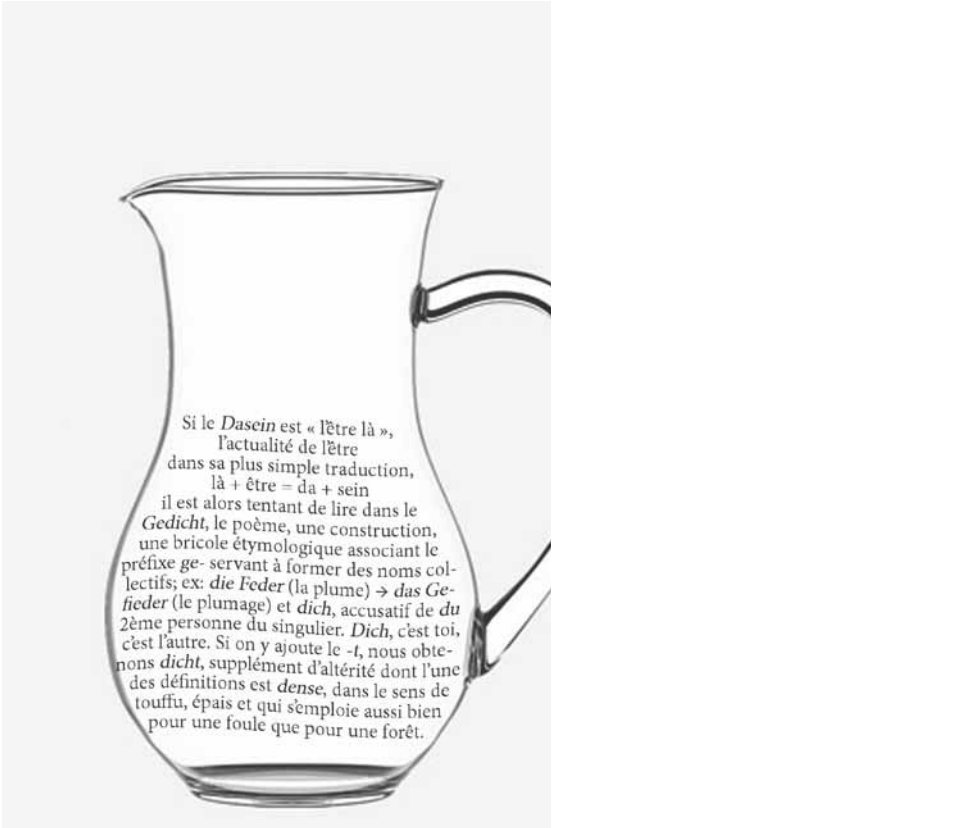 Si le Dasein est « l'être là »,
l'actualité de l'être
dans sa plus simple traduction,
là + être = da + sein
il est alors tentant de lire dans le
Gedicht, le poème, une construction,
une bricole étymologique associant le
préfixe ge- servant à former des noms col-
lectifs; ex: die Feder (la plume) → das Ge-
fieder (le plumage) et dich, accusatif de du
2ème personne du singulier. Dich, c'est toi,
c'est l'autre. Si on y ajoute le -t, nous obte-
nons dicht, supplément d'altérité dont l'une
des définitions est dense, dans le sens de
touffu, épais et qui s'emploie aussi bien
pour une foule que pour une forêt.